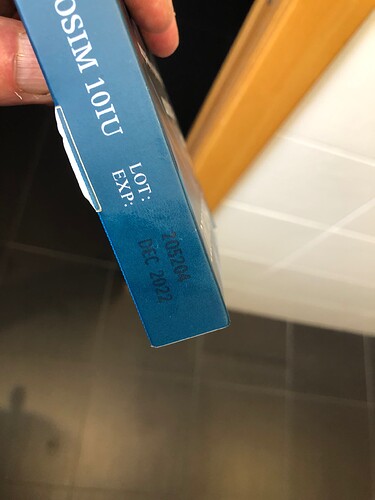 OSIM 10IU
LOT: 205204
EXP: DEC 2022